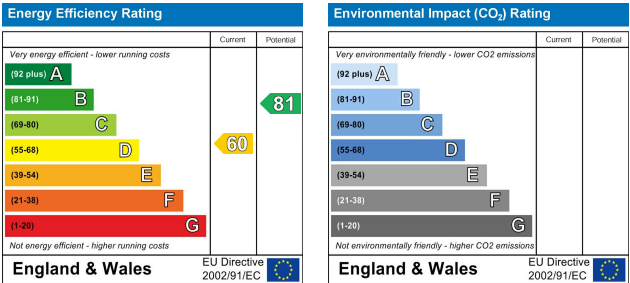 Energy Efficiency Rating
Current Potential
Very energy efficient - lower running costs
(92 plus) A
(81-91) B
81
(69-80) C
(55-68) D
60
(39-54) E
(21-38) F
(1-20) G
Not energy efficient - higher running costs
England & Wales
EU Directive
2002/91/EC
Environmental Impact (CO₂) Rating
Current Potential
Very environmentally friendly - lower CO2 emissions
(92 plus) A
(81-91) B
(69-80) C
(55-68) D
(39-54) E
(21-38) F
(1-20) G
Not environmentally friendly - higher CO2 emissions
England & Wales
EU Directive
2002/91/EC